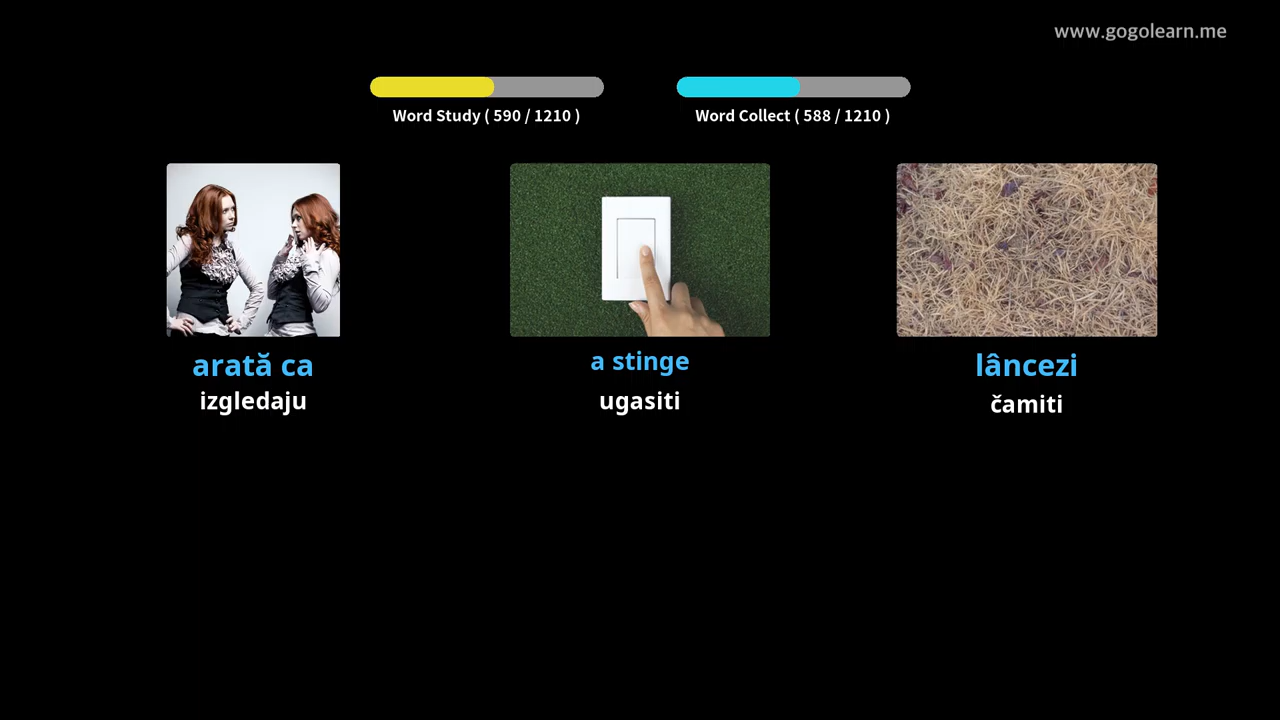 www.gogolearn.me
Word Study ( 590 / 1210 )
Word Collect ( 588 / 1210 )
arată ca
izgledaju
a stinge
ugasiti
lâncezi
čamiti